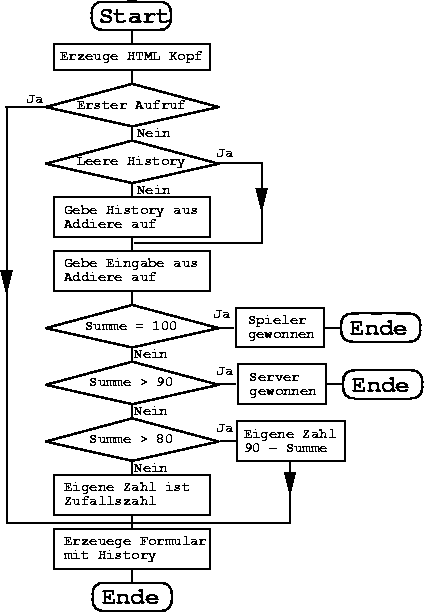 Start
Erzeuge HTML Kopf
Ja
Erster Aufruf
Nein
Leere History
Ja
Nein
Gebe History aus
Addiere auf
Gebe Eingabe aus
Addiere auf
Summe = 100
Ja
Spieler
gewonnen
Ende
Nein
Summe > 90
Ja
Server
gewonnen
Ende
Nein
Summe > 80
Ja
Eigene Zahl
90 - Summe
Nein
Eigene Zahl ist
Zufallszahl
Erzeuege Formular
mit History
Ende